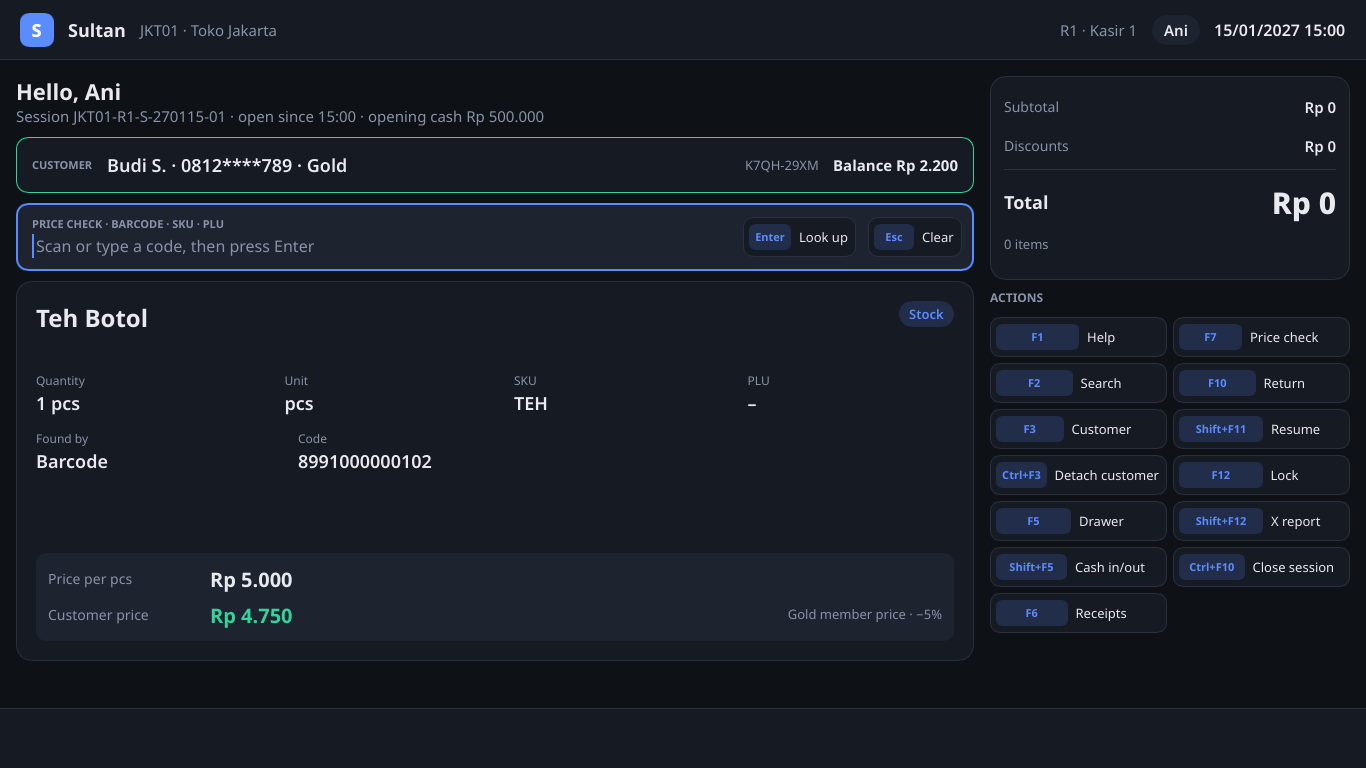 S Sultan JKT01 · Toko Jakarta R1 · Kasir 1 Ani 15/01/2027 15:00
Hello, Ani
Session JKT01-R1-S-270115-01 · open since 15:00 · opening cash Rp 500.000
CUSTOMER Budi S. · 0812****789 · Gold K7QH-29XM Balance Rp 2.200
PRICE CHECK · BARCODE · SKU · PLU
Scan or type a code, then press Enter
Enter Look up Esc Clear
Teh Botol Stock
Quantity Unit SKU PLU
1 pcs pcs TEH –
Found by Code
Barcode 8991000000102
Price per pcs Rp 5.000
Customer price Rp 4.750 Gold member price · −5%
Subtotal Rp 0
Discounts Rp 0
Total Rp 0
0 items
ACTIONS
F1 Help F7 Price check
F2 Search F10 Return
F3 Customer Shift+F11 Resume
Ctrl+F3 Detach customer F12 Lock
F5 Drawer Shift+F12 X report
Shift+F5 Cash in/out Ctrl+F10 Close session
F6 Receipts